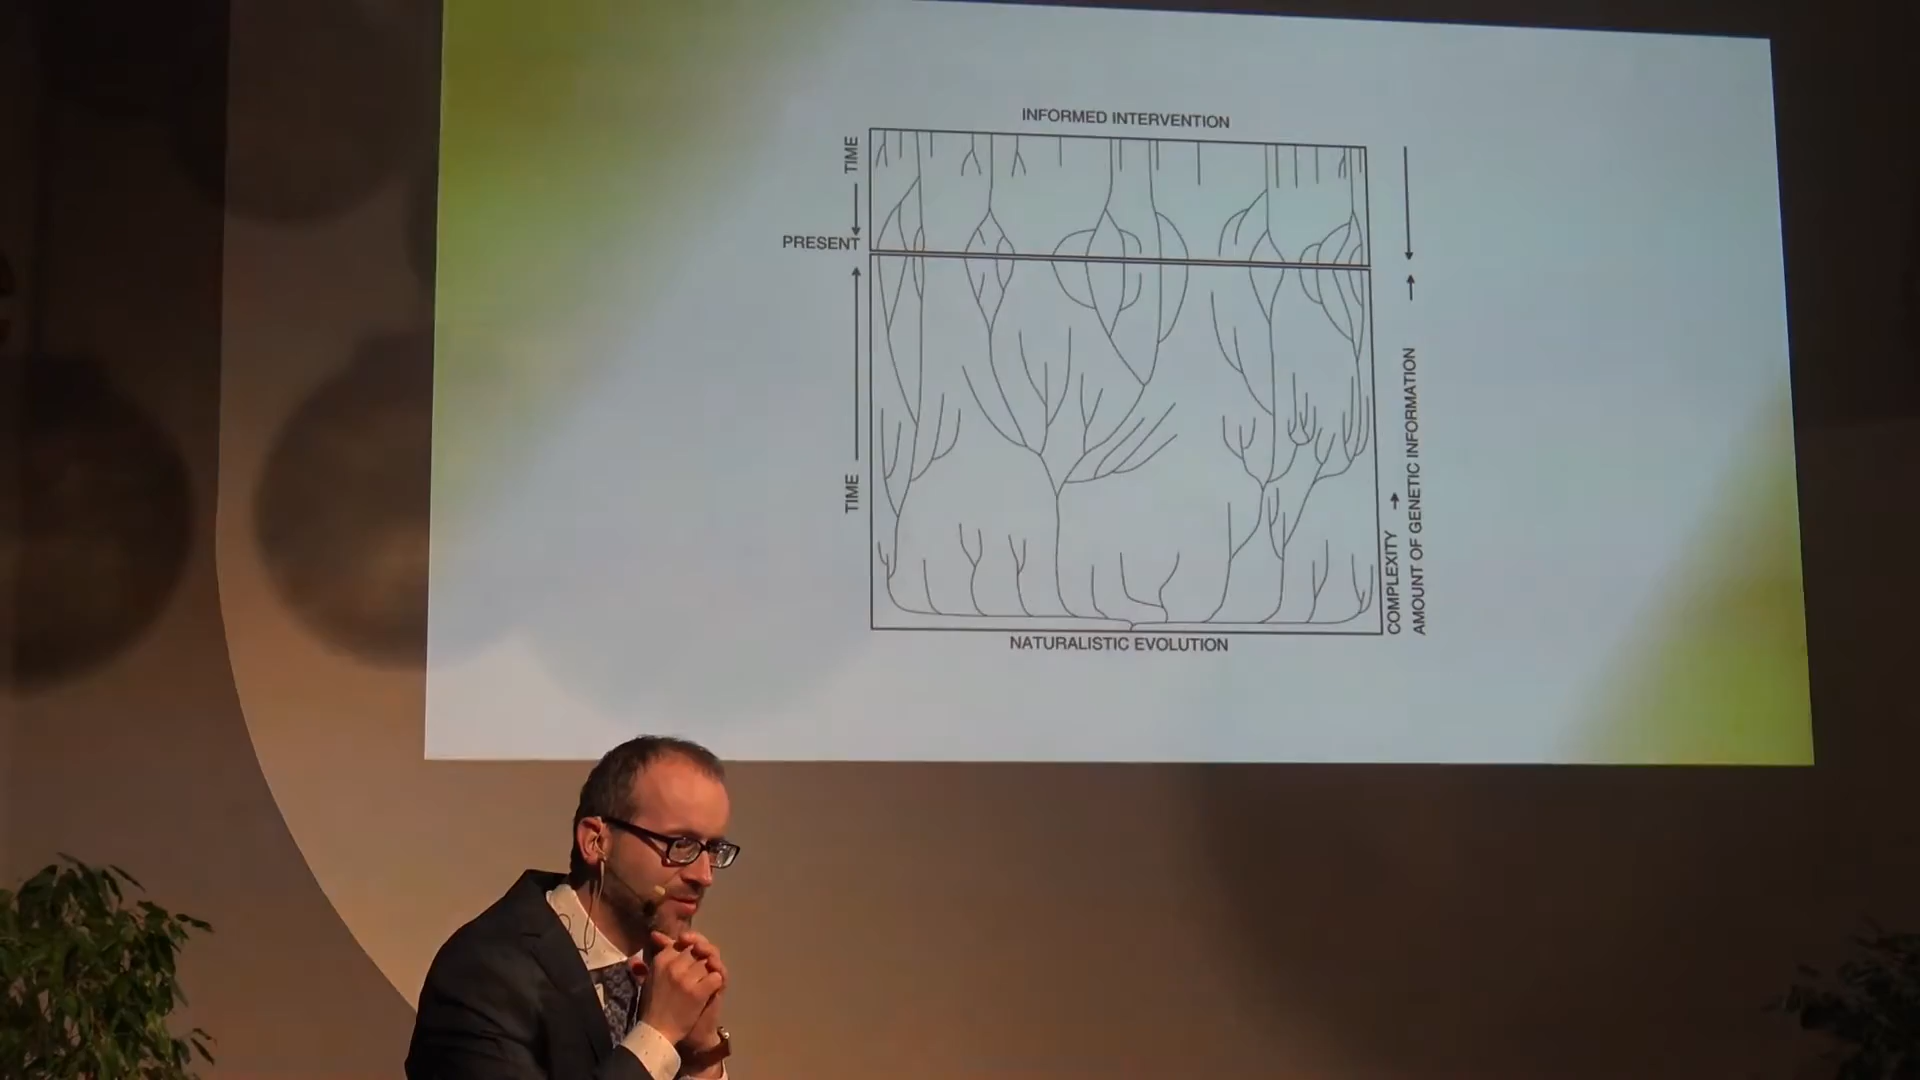 INFORMED INTERVENTION
TIME
PRESENT
TIME
COMPLEXITY
AMOUNT OF GENETIC INFORMATION
NATURALISTIC EVOLUTION